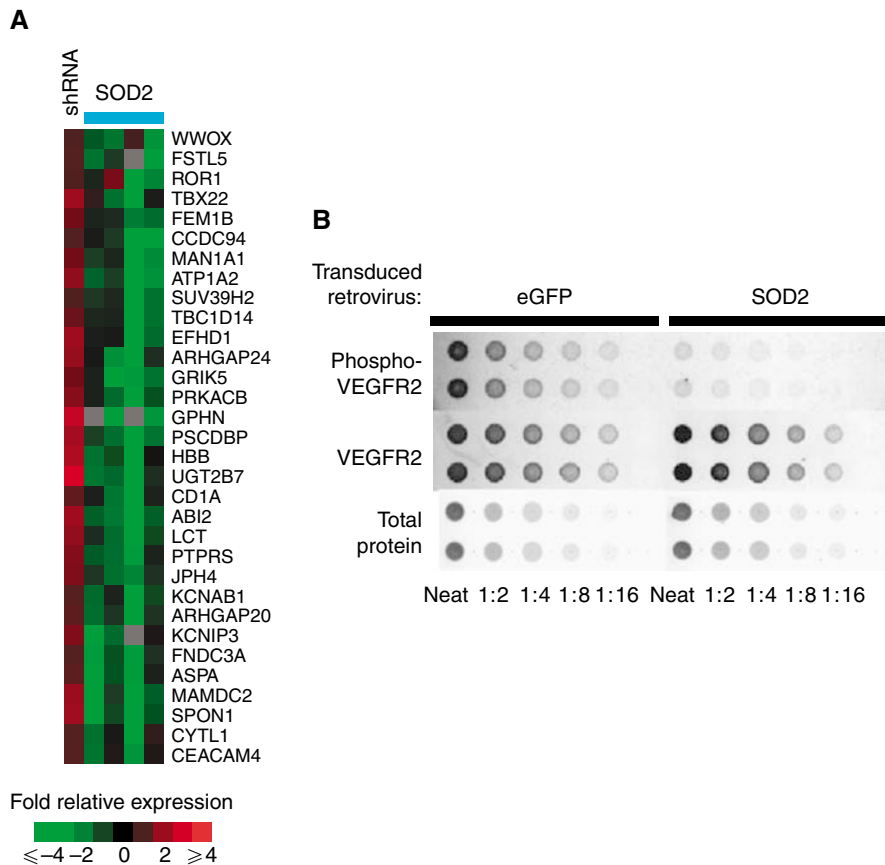 A
shRNA
SOD2
WWOX
FSTL5
ROR1
TBX22
FEM1B
CCDC94
MAN1A1
ATP1A2
SUV39H2
TBC1D14
EFHD1
ARHGAP24
GRIK5
PRKACB
GPHN
PSCDBP
HBB
UGT2B7
CD1A
ABI2
LCT
PTPRS
JPH4
KCNAB1
ARHGAP20
KCNIP3
FNDC3A
ASPA
MAMDC2
SPON1
CYTL1
CEACAM4
Fold relative expression
⩽−4 −2 0 2 ⩾4
B
Transduced
retrovirus:
eGFP
SOD2
Phospho-
VEGFR2
VEGFR2
Total
protein
Neat 1:2 1:4 1:8 1:16 Neat 1:2 1:4 1:8 1:16